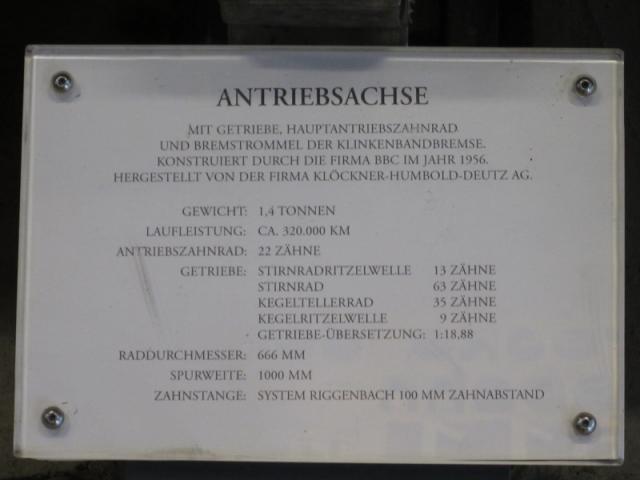 ANTRIEBSACHSE
MIT GETRIEBE, HAUPTANTRIEBSZAHNRAD
UND BREMSTROMMEL DER KLINKENBANDBREMSE.
KONSTRUIERT DURCH DIE FIRMA BBC IM JAHR 1956.
HERGESTELLT VON DER FIRMA KLÖCKNER-HUMBOLD-DEUTZ AG.
GEWICHT: 1,4 TONNEN
LAUFLEISTUNG: CA. 320.000 KM
ANTRIEBSZAHNRAD: 22 ZÄHNE
GETRIEBE: STIRNRADRITZELWELLE 13 ZÄHNE
STIRNRAD 63 ZÄHNE
KEGELTELLERRAD 35 ZÄHNE
KEGELRITZELWELLE 9 ZÄHNE
GETRIEBE-ÜBERSETZUNG: 1:18,88
RADDURCHMESSER: 666 MM
SPURWEITE: 1000 MM
ZAHNSTANGE: SYSTEM RIGGENBACH 100 MM ZAHNABSTAND